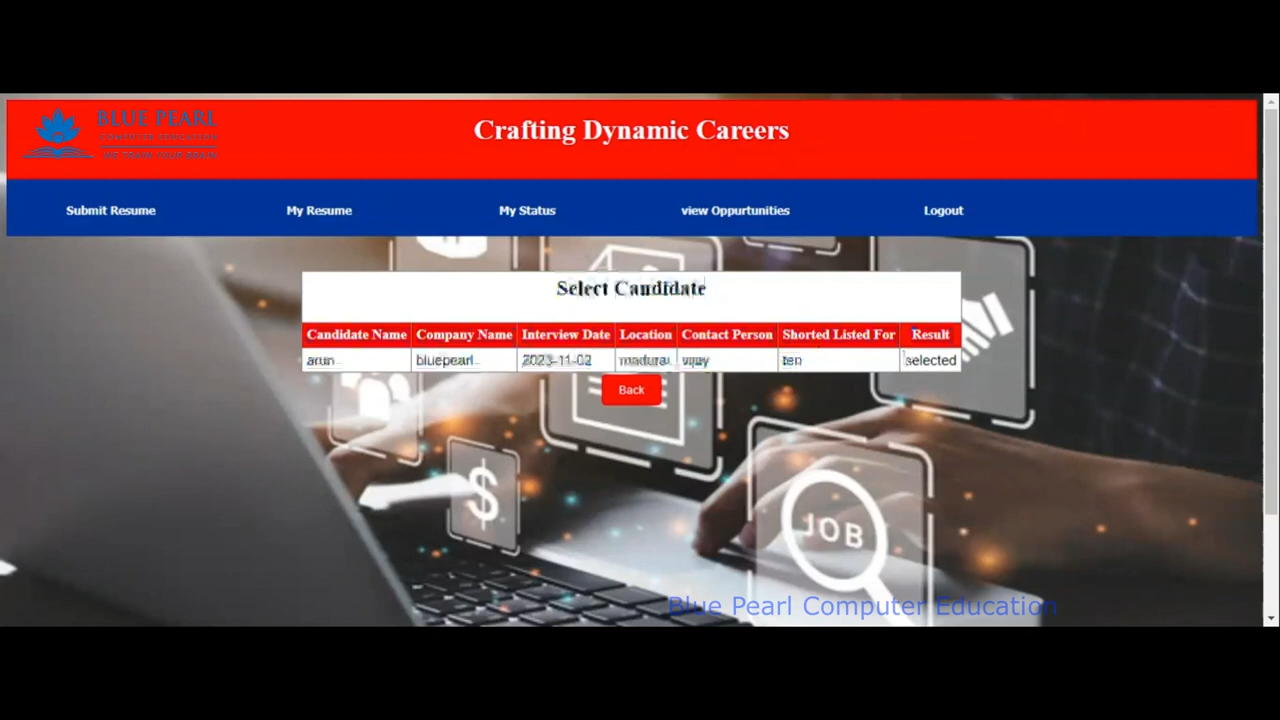 BLUE PEARL
COMPUTER EDUCATION
WE TRAIN YOUR BRAIN
Crafting Dynamic Careers
Submit Resume My Resume My Status view Oppurtunities Logout
Select Candidate
Candidate Name Company Name Interview Date Location Contact Person Shorted Listed For Result
arun bluepearl 2023-11-02 madurai vijay ten selected
Back
JOB
Blue Pearl Computer Education